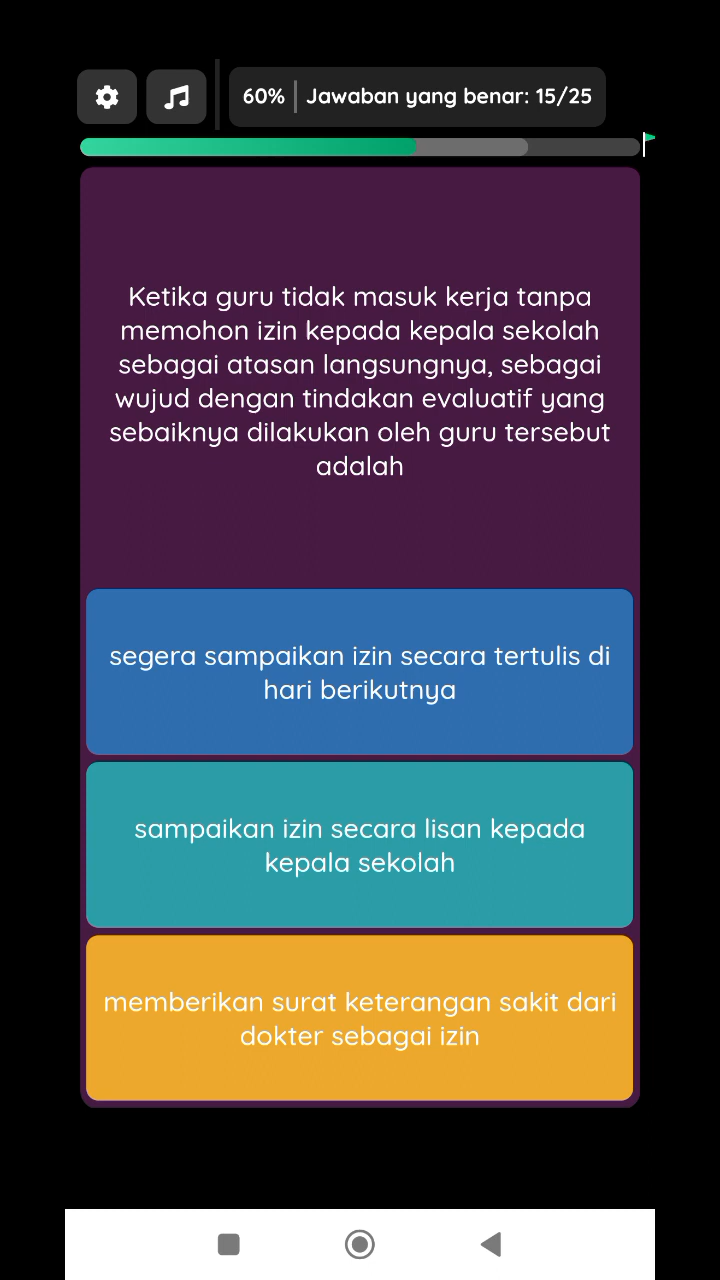 60% Jawaban yang benar: 15/25
Ketika guru tidak masuk kerja tanpa
memohon izin kepada kepala sekolah
sebagai atasan langsungnya, sebagai
wujud dengan tindakan evaluatif yang
sebaiknya dilakukan oleh guru tersebut
adalah
segera sampaikan izin secara tertulis di
hari berikutnya
sampaikan izin secara lisan kepada
kepala sekolah
memberikan surat keterangan sakit dari
dokter sebagai izin